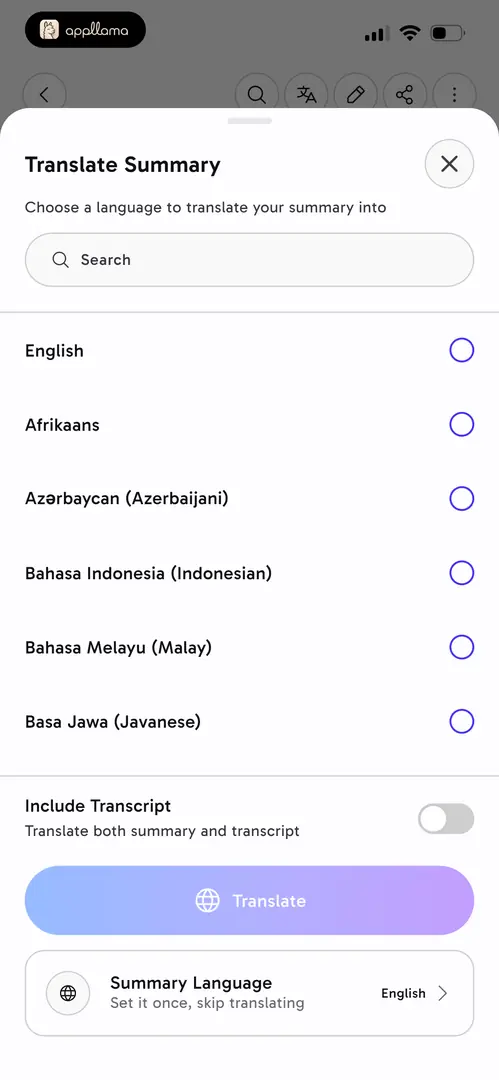 appllama
Translate Summary
Choose a language to translate your summary into
Search
English
Afrikaans
Azərbaycan (Azerbaijani)
Bahasa Indonesia (Indonesian)
Bahasa Melayu (Malay)
Basa Jawa (Javanese)
Include Transcript
Translate both summary and transcript
Translate
Summary Language
Set it once, skip translating
English